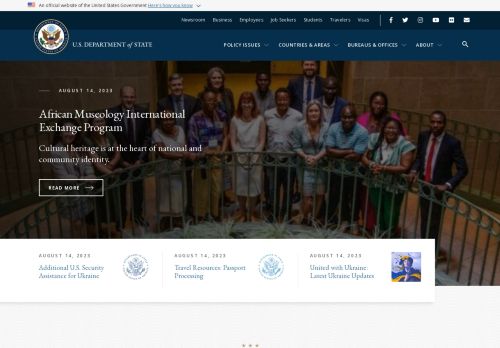 An official website of the United States Government Here's how you know
Newsroom Business Employees Job Seekers Students Travelers Visas
U.S. DEPARTMENT of STATE
POLICY ISSUES COUNTRIES & AREAS BUREAUS & OFFICES ABOUT
AUGUST 14, 2023
African Museology International
Exchange Program
Cultural heritage is at the heart of national and
community identity.
READ MORE
AUGUST 14, 2023
Additional U.S. Security
Assistance for Ukraine
AUGUST 14, 2023
Travel Resources: Passport
Processing
AUGUST 14, 2023
United with Ukraine:
Latest Ukraine Updates